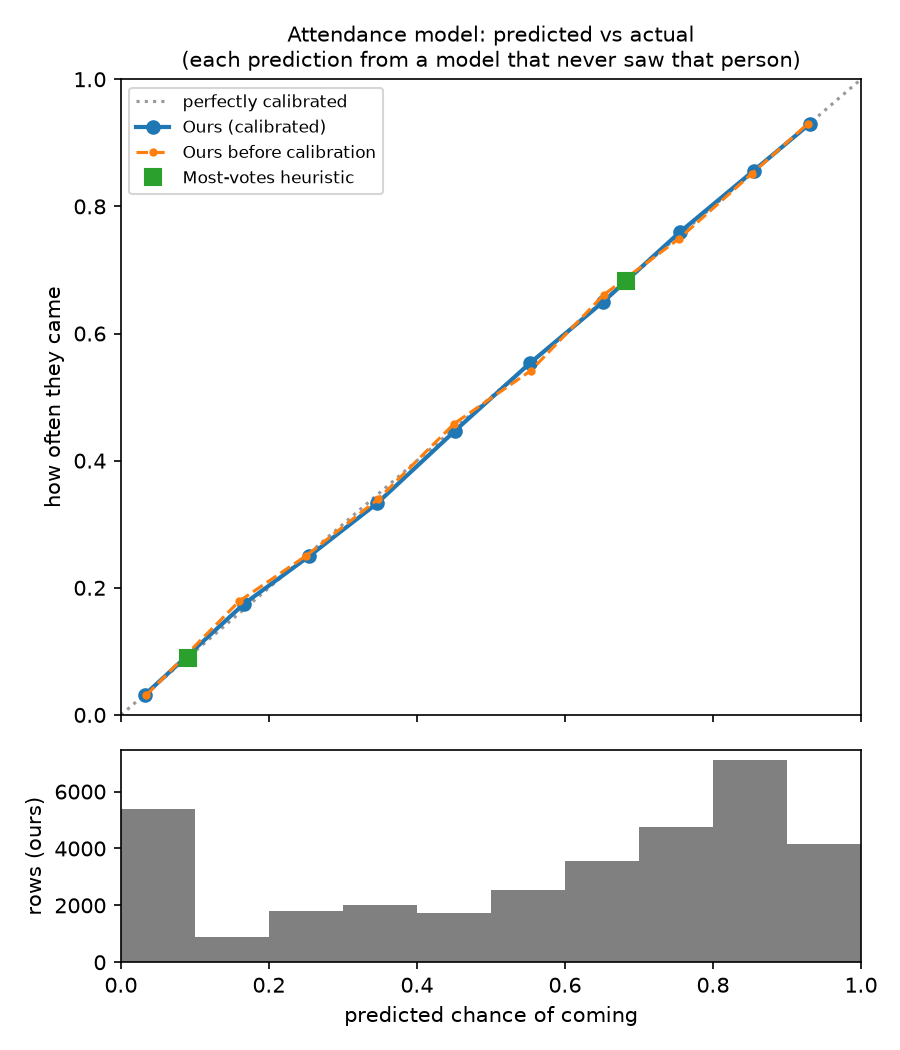 Attendance model: predicted vs actual
(each prediction from a model that never saw that person)
1.0
0.8
0.6
0.4
0.2
0.0
how often they came
perfectly calibrated
Ours (calibrated)
Ours before calibration
Most-votes heuristic
6000
4000
2000
0
rows (ours)
0.0 0.2 0.4 0.6 0.8 1.0
predicted chance of coming